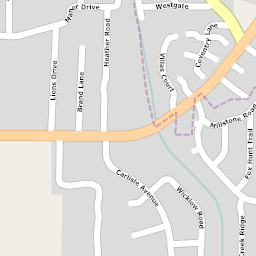 Westgate
Mayer Drive
Heather Road
Coventry Lane
Lions Drive
Brand Lane
Villas Court
Millstone Road
Fox Hunt Trail
Carlisle Avenue
Wicklow Road
Creek Ridge